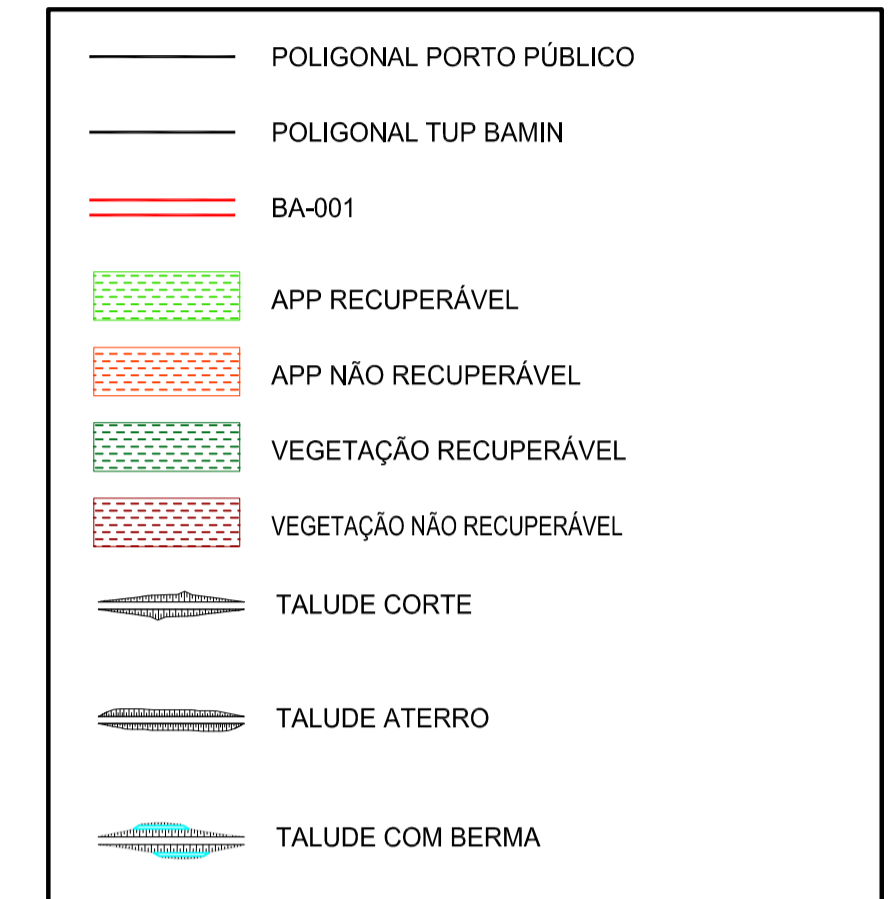 POLIGONAL PORTO PÚBLICO
POLIGONAL TUP BAMIN
BA-001
APP RECUPERÁVEL
APP NÃO RECUPERÁVEL
VEGETAÇÃO RECUPERÁVEL
VEGETAÇÃO NÃO RECUPERÁVEL
TALUDE CORTE
TALUDE ATERRO
TALUDE COM BERMA